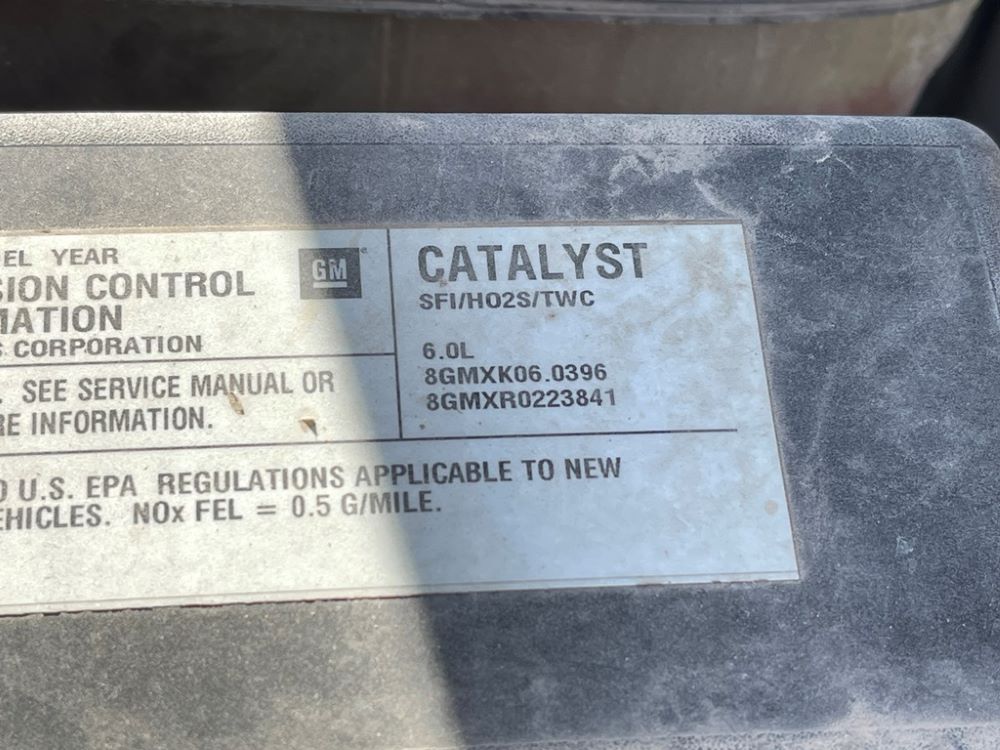 EL YEAR
SION CONTROL
MATION
S CORPORATION
GM
CATALYST
SFI/HO2S/TWC
6.0L
8GMXK06.0396
8GMXR0223841
. SEE SERVICE MANUAL OR
RE INFORMATION.
O U.S. EPA REGULATIONS APPLICABLE TO NEW
EHICLES. NOx FEL = 0.5 G/MILE.